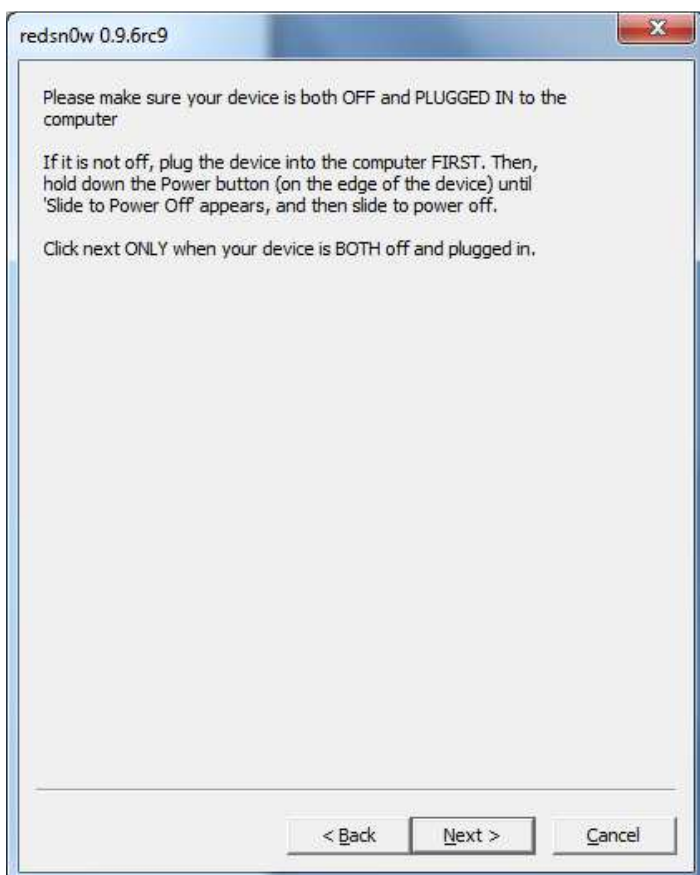 redsn0w 0.9.6rc9
Please make sure your device is both OFF and PLUGGED IN to the
computer
If it is not off, plug the device into the computer FIRST. Then,
hold down the Power button (on the edge of the device) until
'Slide to Power Off' appears, and then slide to power off.
Click next ONLY when your device is BOTH off and plugged in.
< Back Next > Cancel